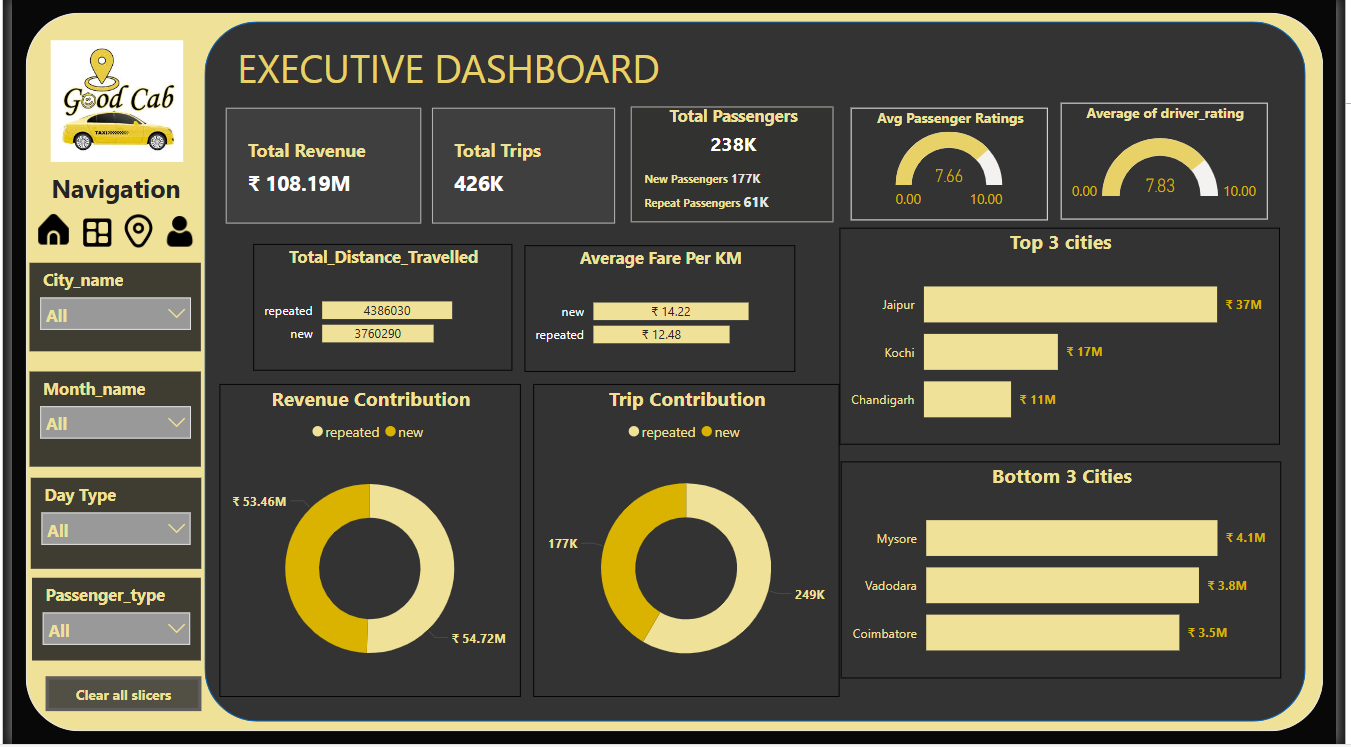 Good Cab
TAXI
Navigation
City_name
All
Month_name
All
Day Type
All
Passenger_type
All
Clear all slicers
EXECUTIVE DASHBOARD
Total Revenue
₹ 108.19M
Total Trips
426K
Total Passengers
238K
New Passengers 177K
Repeat Passengers 61K
Avg Passenger Ratings
7.66
0.00
10.00
Average of driver_rating
7.83
0.00
10.00
Total_Distance_Travelled
repeated
4386030
new
3760290
Average Fare Per KM
new
₹ 14.22
repeated
₹ 12.48
Top 3 cities
Jaipur
₹ 37M
Kochi
₹ 17M
Chandigarh
₹ 11M
Revenue Contribution
repeated
new
₹ 53.46M
₹ 54.72M
Trip Contribution
repeated
new
177K
249K
Bottom 3 Cities
Mysore
₹ 4.1M
Vadodara
₹ 3.8M
Coimbatore
₹ 3.5M